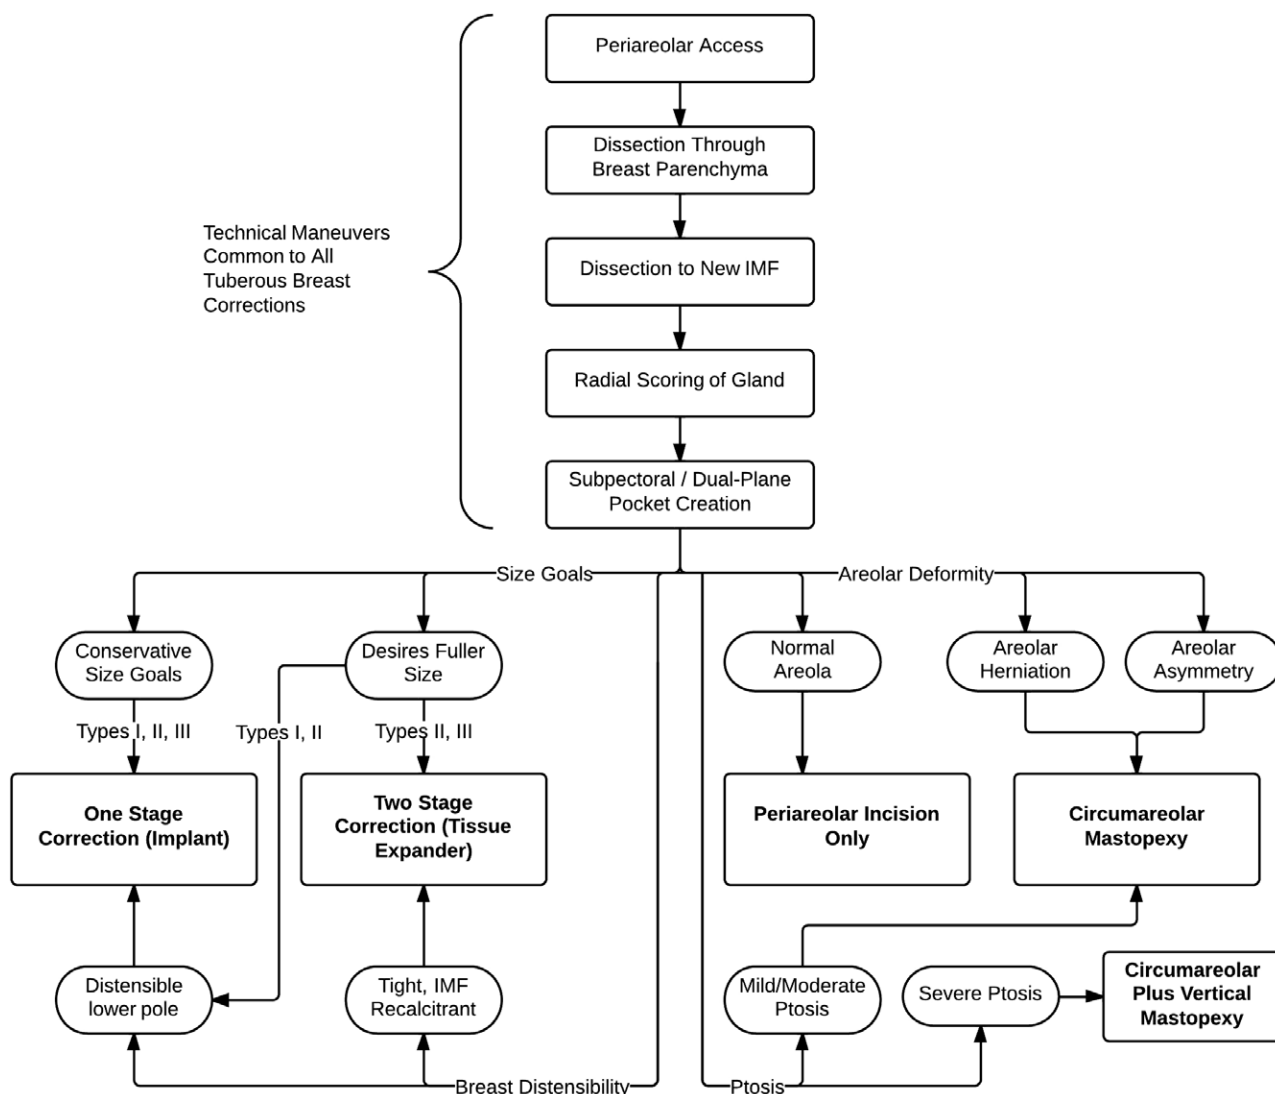 Periareolar Access
Dissection Through
Breast Parenchyma
Technical Maneuvers
Common to All
Tuberous Breast
Corrections
Dissection to New IMF
Radial Scoring of Gland
Subpectoral / Dual-Plane
Pocket Creation
Size Goals
Areolar Deformity
Conservative
Size Goals
Desires Fuller
Size
Normal
Areola
Areolar
Herniation
Areolar
Asymmetry
Types I, II, III
Types I, II
Types II, III
One Stage
Correction (Implant)
Two Stage
Correction (Tissue
Expander)
Periareolar Incision
Only
Circumareolar
Mastopexy
Distensible
lower pole
Tight, IMF
Recalcitrant
Mild/Moderate
Ptosis
Severe Ptosis
Circumareolar
Plus Vertical
Mastopexy
Breast Distensibility
Ptosis